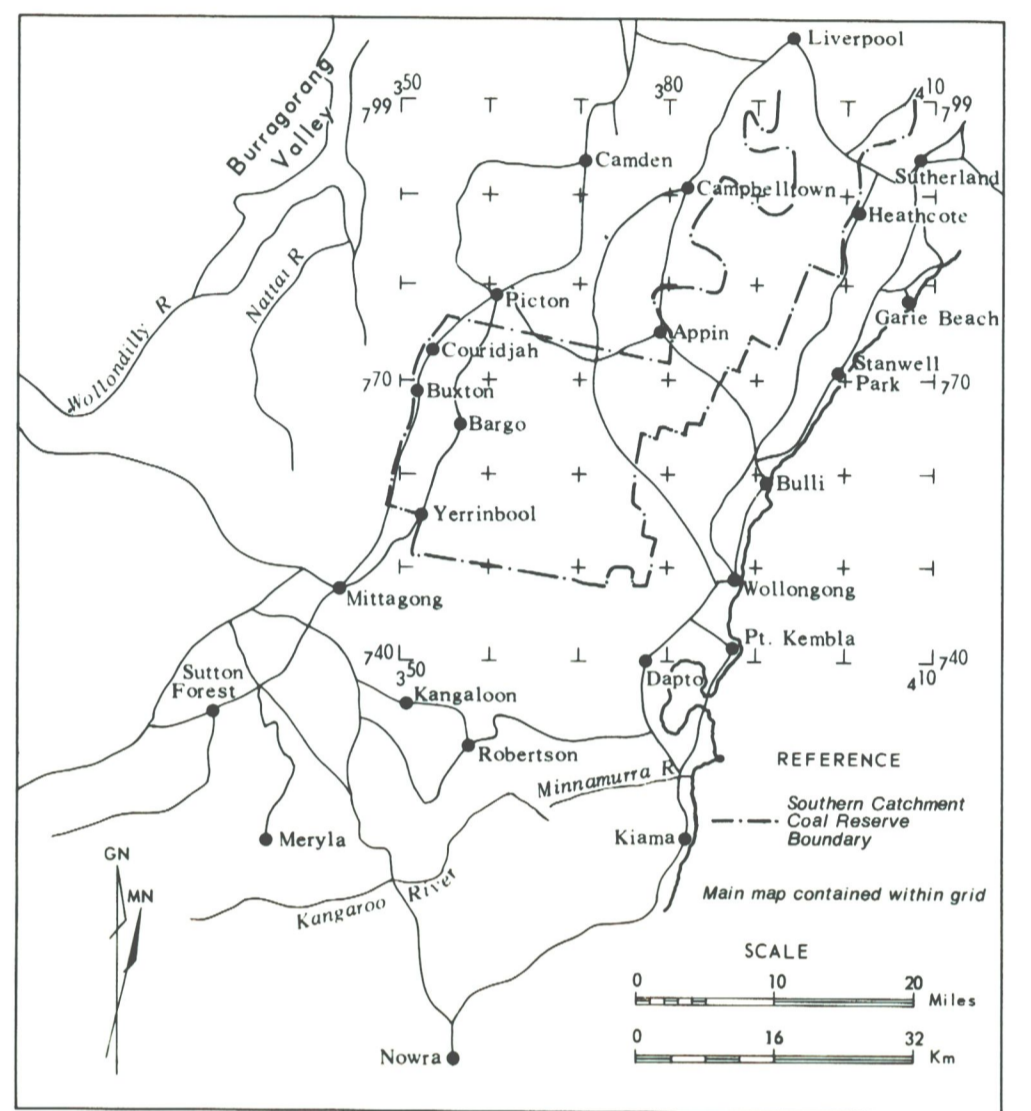 Liverpool
Burragorang
Valley
350
799
380
410
799
Camden
Campbelltown
Sutherland
Heathcote
Nattai R
Wollondilly R
Picton
Garie Beach
Appin
Couridjah
Stanwell
Park
770
770
Buxton
Bargo
Bulli
Yerrinbool
Mittagong
Wollongong
Pt. Kembla
740
350
740
410
Sutton
Forest
Dapto
Kangaloon
Robertson
Minnamurra R
REFERENCE
Southern Catchment
Coal Reserve
Boundary
Meryla
Kiama
GN
MN
Kangaroo River
Main map contained within grid
SCALE
0 10 20
Miles
0 16 32
Km
Nowra